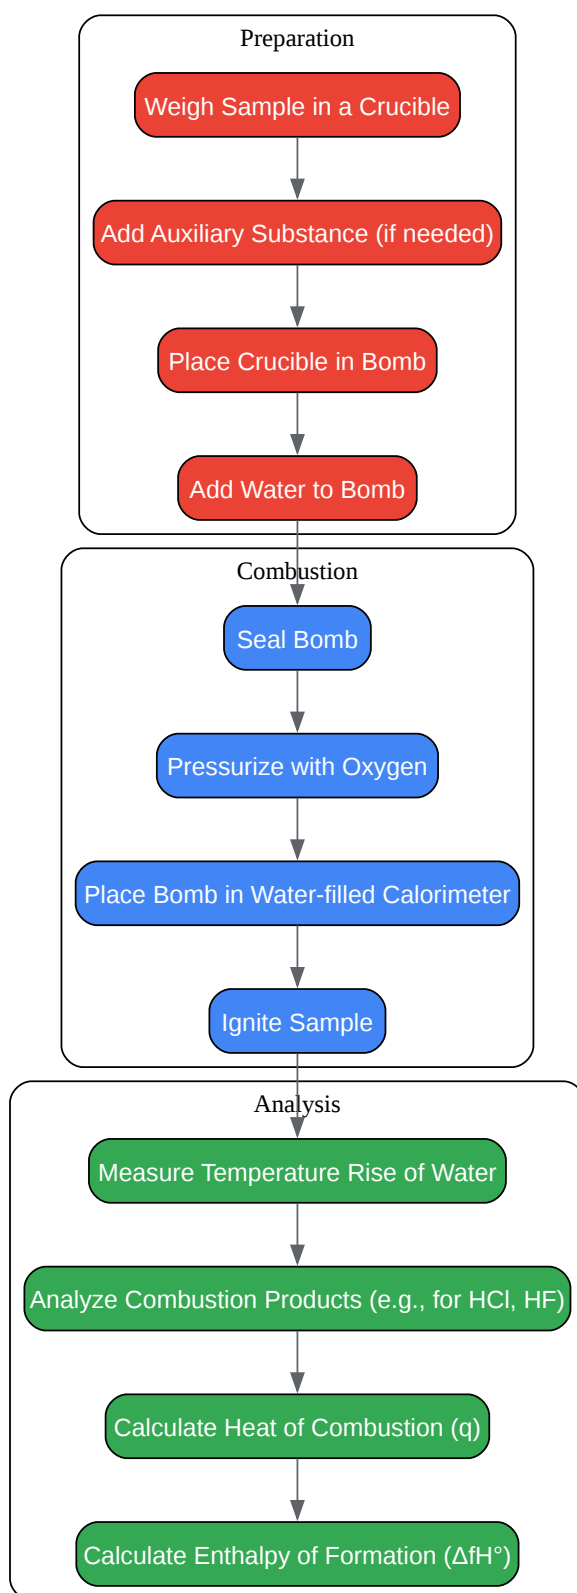 Preparation
Weigh Sample in a Crucible
Add Auxiliary Substance (if needed)
Place Crucible in Bomb
Add Water to Bomb
Combustion
Seal Bomb
Pressurize with Oxygen
Place Bomb in Water-filled Calorimeter
Ignite Sample
Analysis
Measure Temperature Rise of Water
Analyze Combustion Products (e.g., for HCl, HF)
Calculate Heat of Combustion (q)
Calculate Enthalpy of Formation (ΔfH°)